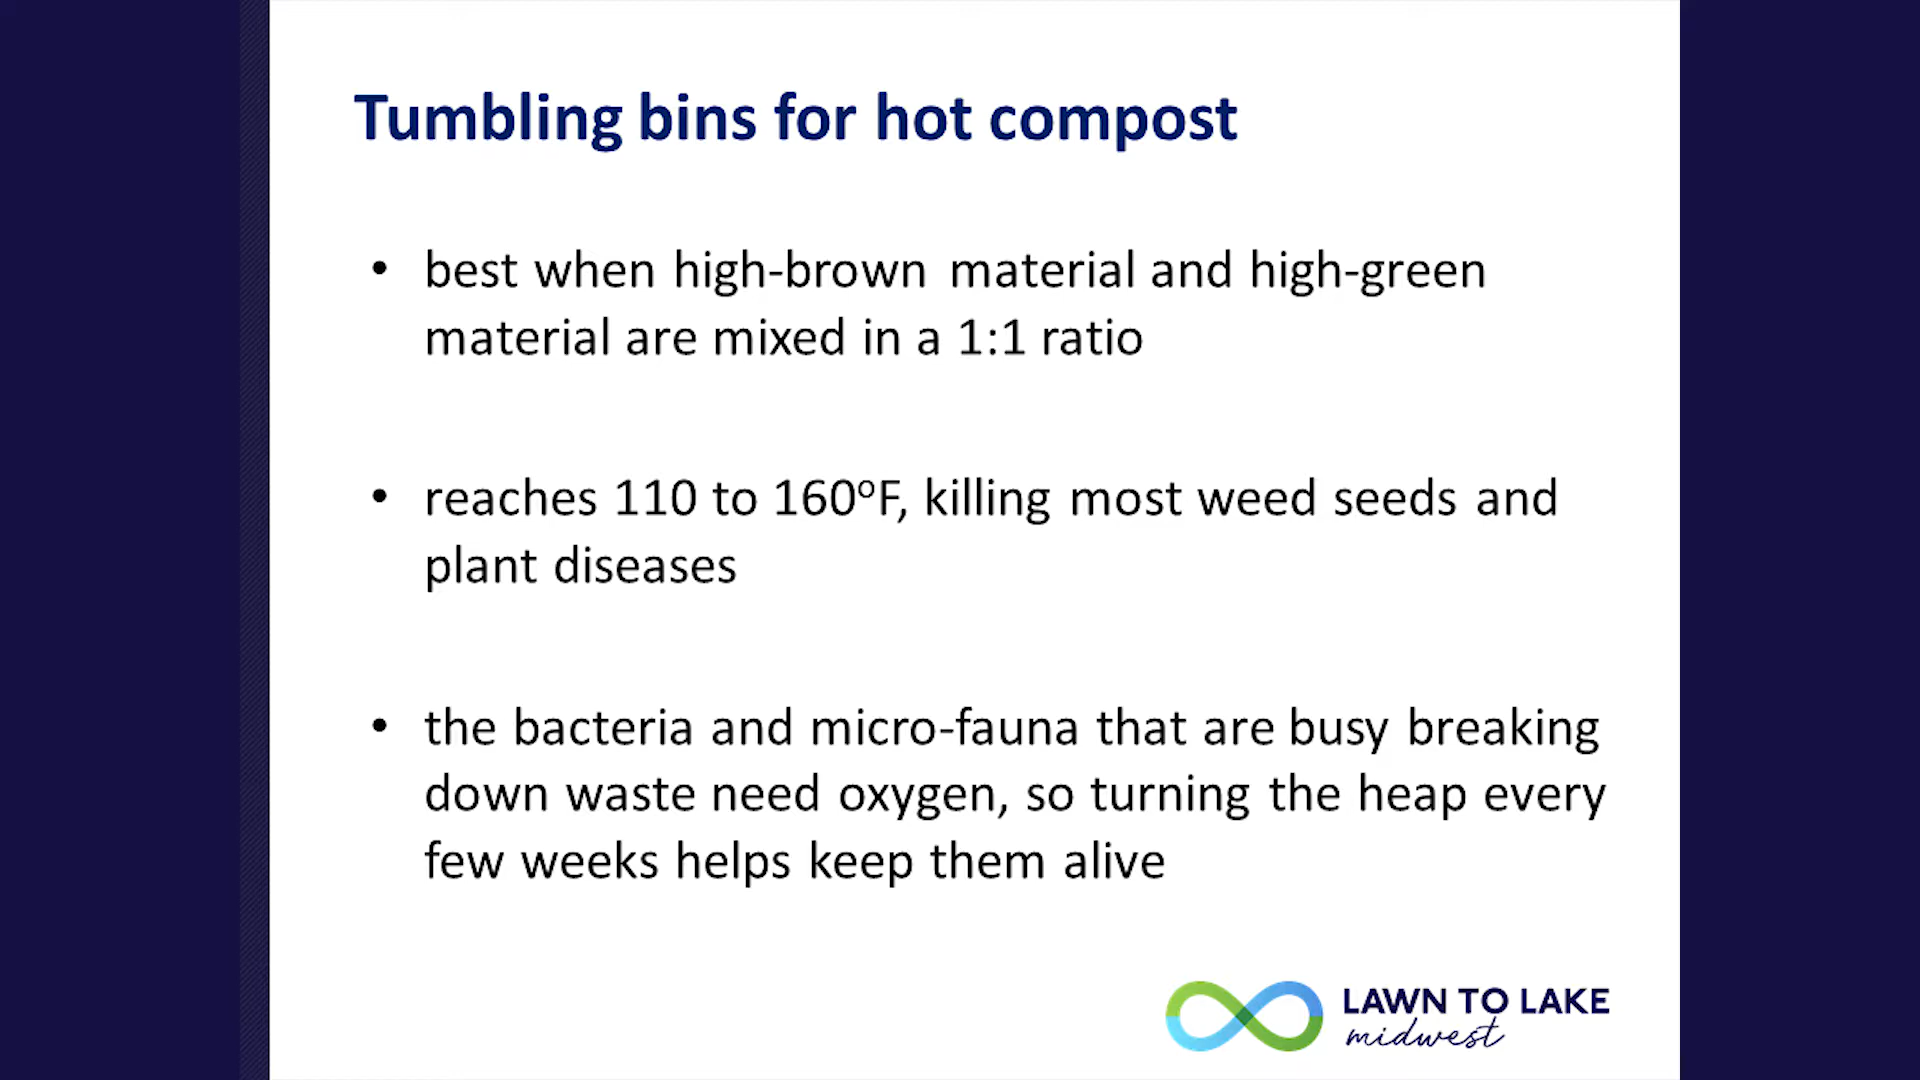 Tumbling bins for hot compost
• best when high-brown material and high-green
material are mixed in a 1:1 ratio
• reaches 110 to 160ºF, killing most weed seeds and
plant diseases
• the bacteria and micro-fauna that are busy breaking
down waste need oxygen, so turning the heap every
few weeks helps keep them alive
LAWN TO LAKE
midwest